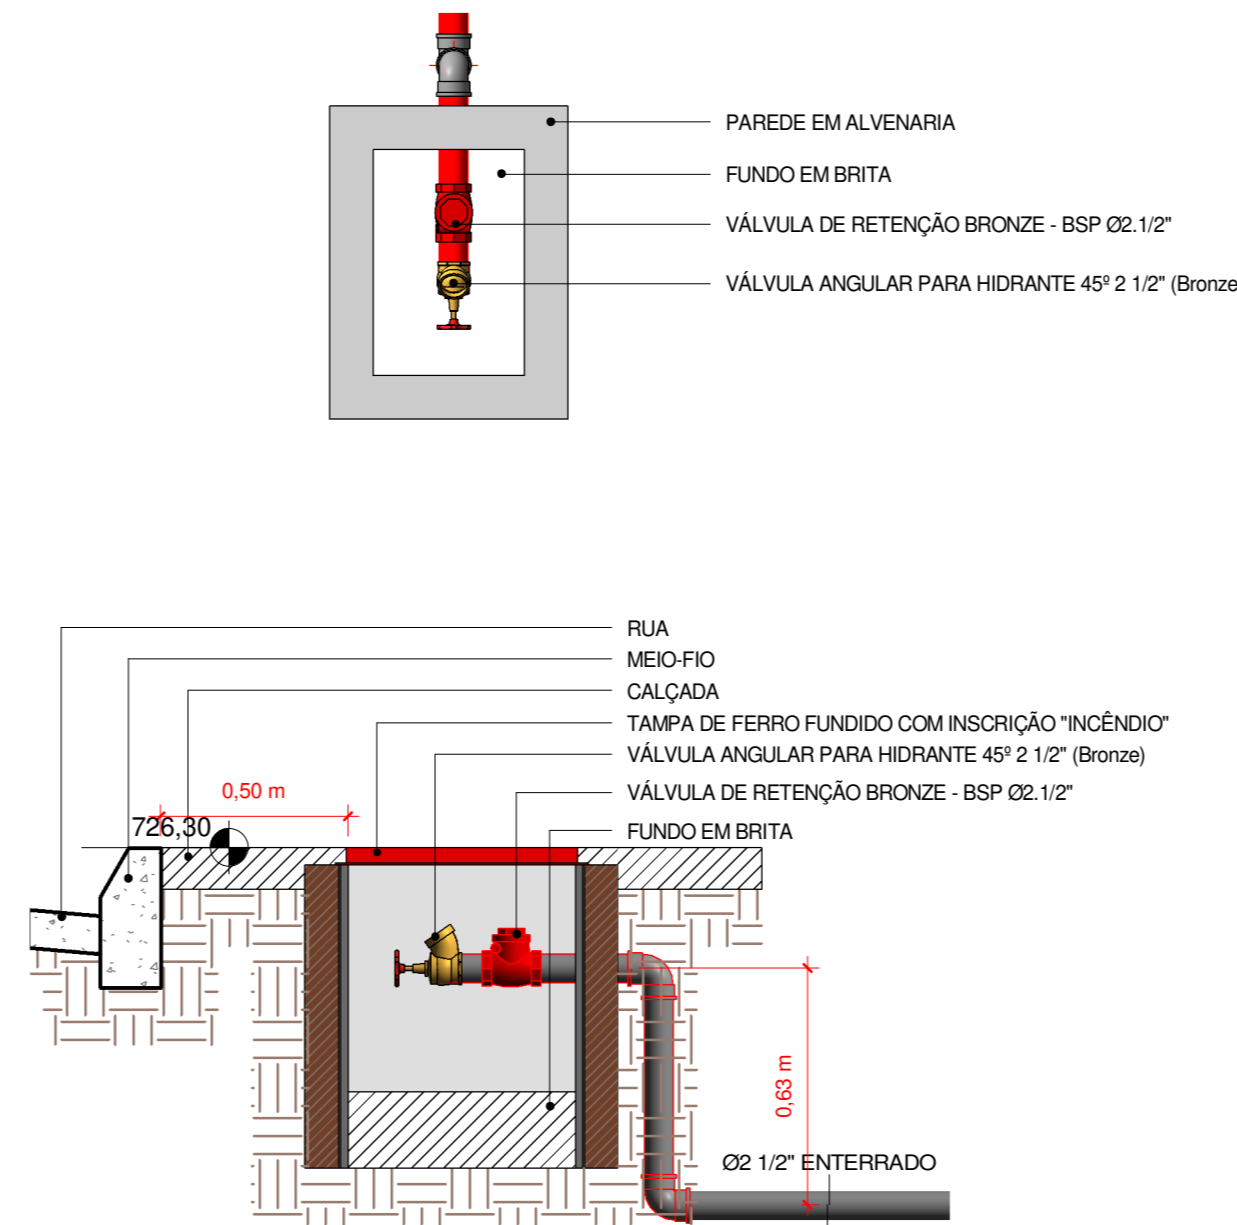 PAREDE EM ALVENARIA
FUNDO EM BRITA
VÁLVULA DE RETENÇÃO BRONZE - BSP Ø2.1/2"
VÁLVULA ANGULAR PARA HIDRANTE 45º 2 1/2" (Bronze
RUA
MEIO-FIO
CALÇADA
TAMPA DE FERRO FUNDIDO COM INSCRIÇÃO "INCÊNDIO"
VÁLVULA ANGULAR PARA HIDRANTE 45º 2 1/2" (Bronze)
0,50 m
VÁLVULA DE RETENÇÃO BRONZE - BSP Ø2.1/2"
726,30
FUNDO EM BRITA
0,63 m
Ø2 1/2" ENTERRADO